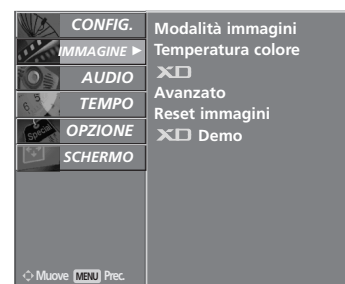 CONFIG.
IMMAGINE ►
AUDIO
TEMPO
OPZIONE
SCHERMO
Modalità immagini
Temperatura colore
XD
Avanzato
Reset immagini
XD Demo
Special
Muove MENU Prec.